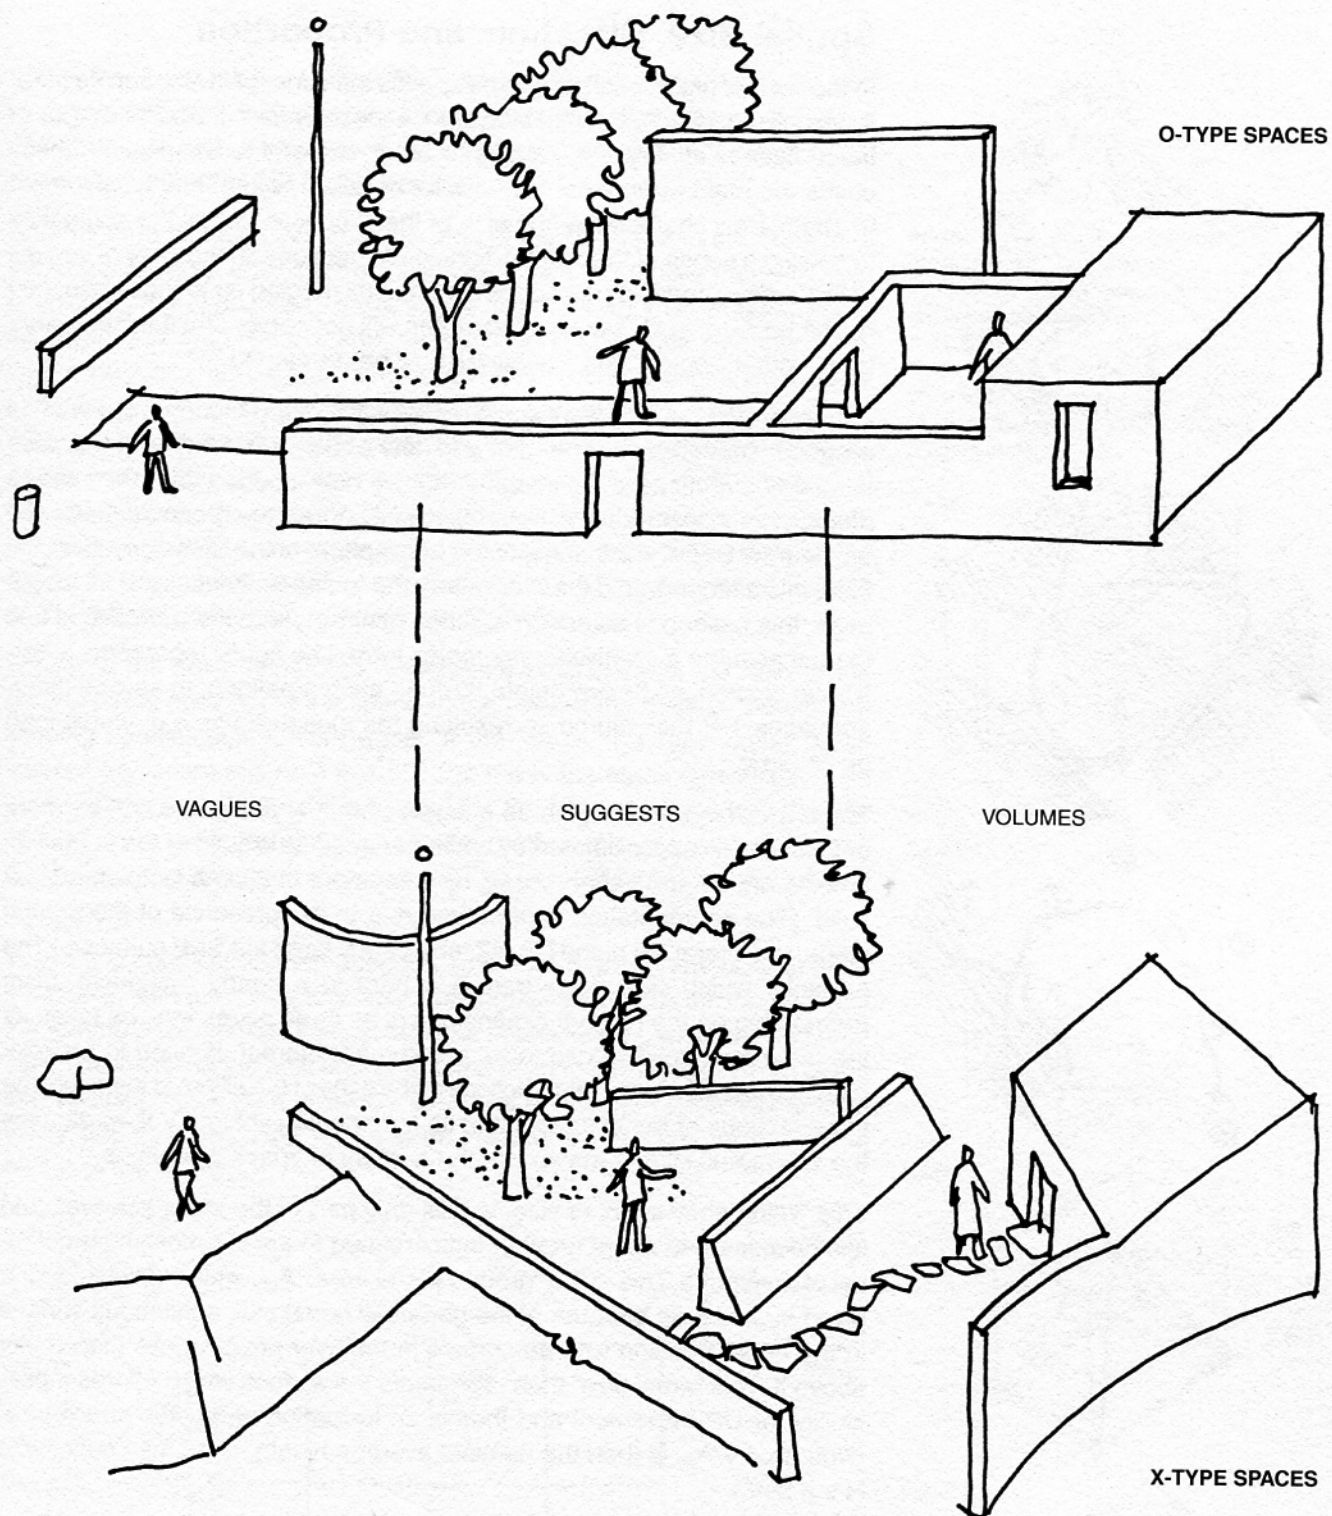 O-TYPE SPACES
VAGUES
SUGGESTS
VOLUMES
X-TYPE SPACES